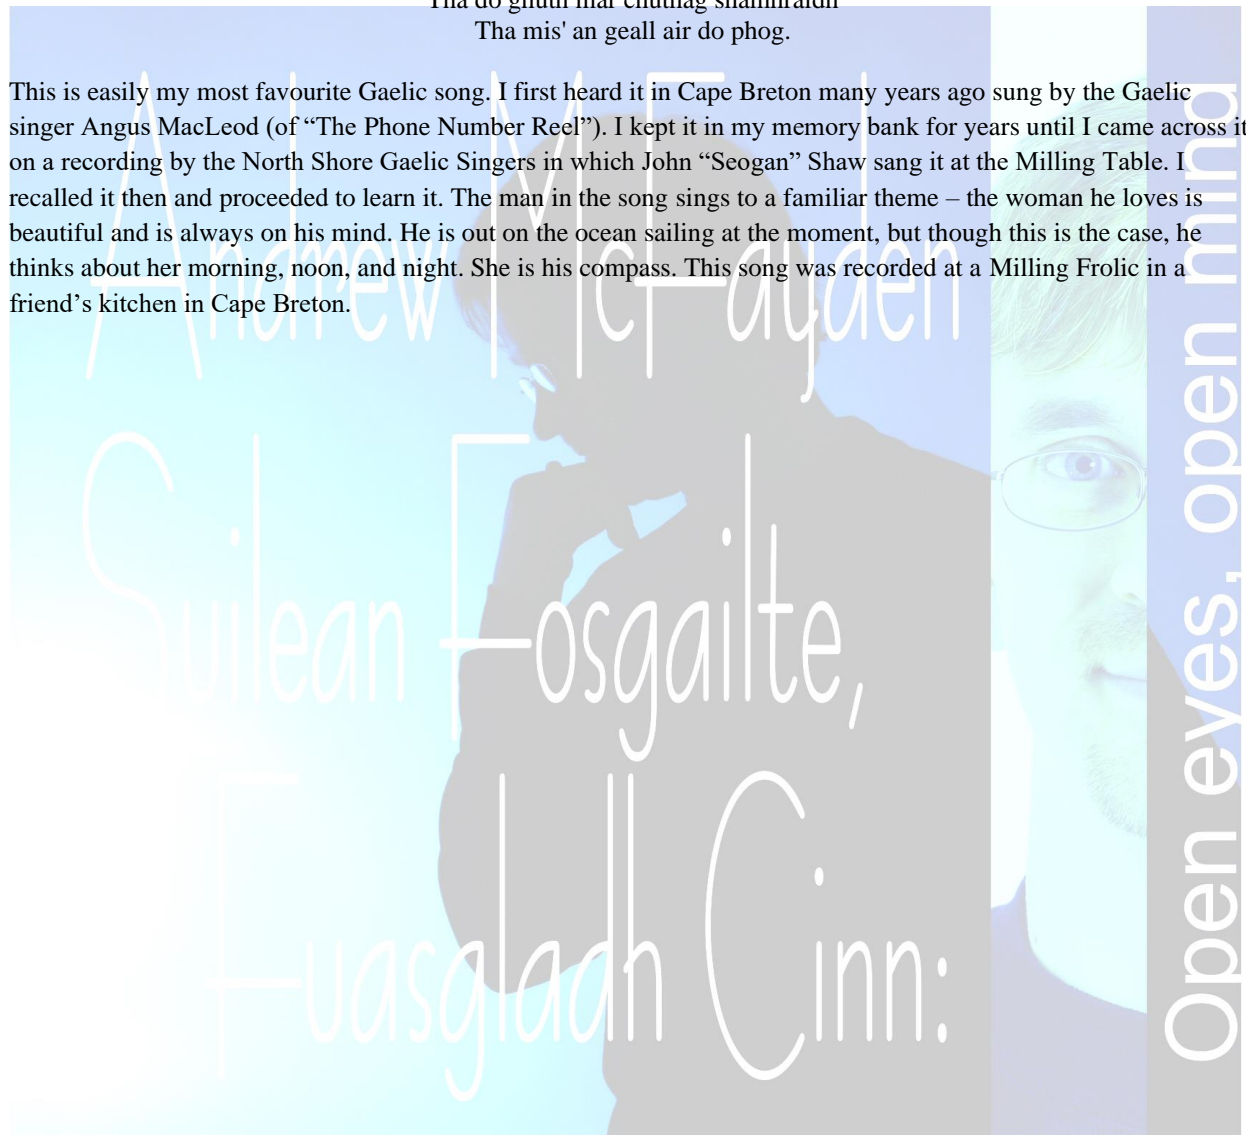 Tha mis' an geall air do phog.
This is easily my most favourite Gaelic song. I first heard it in Cape Breton many years ago sung by the Gaelic
singer Angus MacLeod (of “The Phone Number Reel”). I kept it in my memory bank for years until I came across it
on a recording by the North Shore Gaelic Singers in which John “Seogan” Shaw sang it at the Milling Table. I
recalled it then and proceeded to learn it. The man in the song sings to a familiar theme – the woman he loves is
beautiful and is always on his mind. He is out on the ocean sailing at the moment, but though this is the case, he
thinks about her morning, noon, and night. She is his compass. This song was recorded at a Milling Frolic in a
friend’s kitchen in Cape Breton.
Andrew McFayden
Suilean Fosgailte,
Fuasgladh Cinn:
Open eyes, open mind